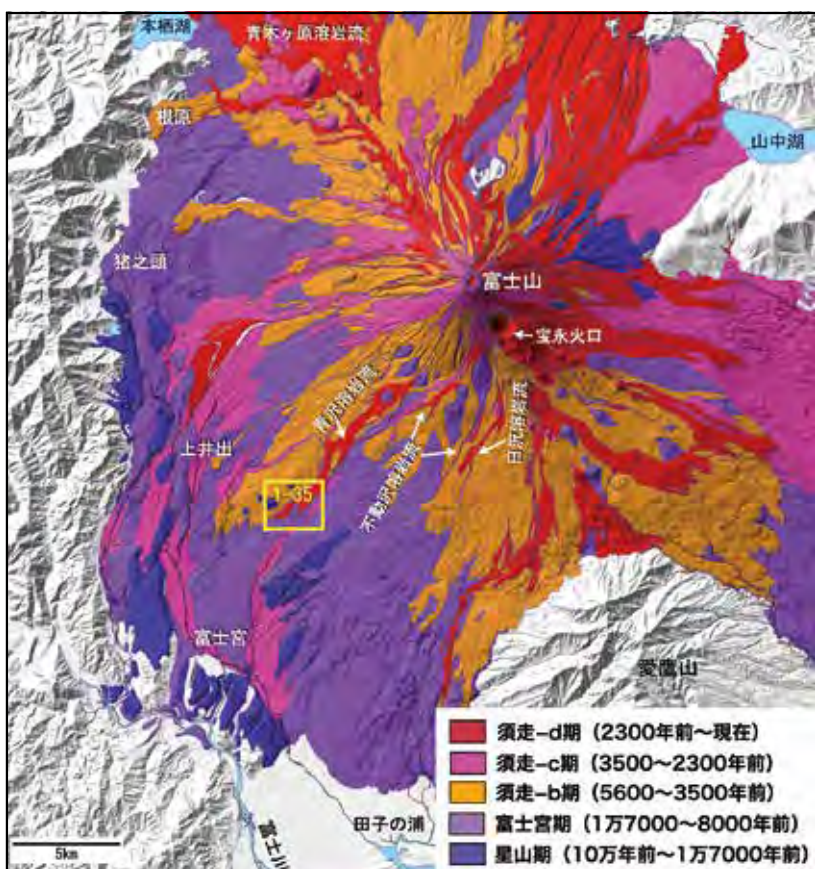 本栖湖
青木ヶ原溶岩流
根原
山中湖
猪之頭
富士山
宝永火口
青沢溶岩流
上井出
不動沢溶岩流
日沢溶岩流
1-35
富士宮
愛鷹山
須走-d期（2300年前～現在）
須走-c期（3500～2300年前）
須走-b期（5600～3500年前）
富士宮期（1万7000～8000年前）
星山期（10万年前～1万7000年前）
田子の浦
富士川
5km